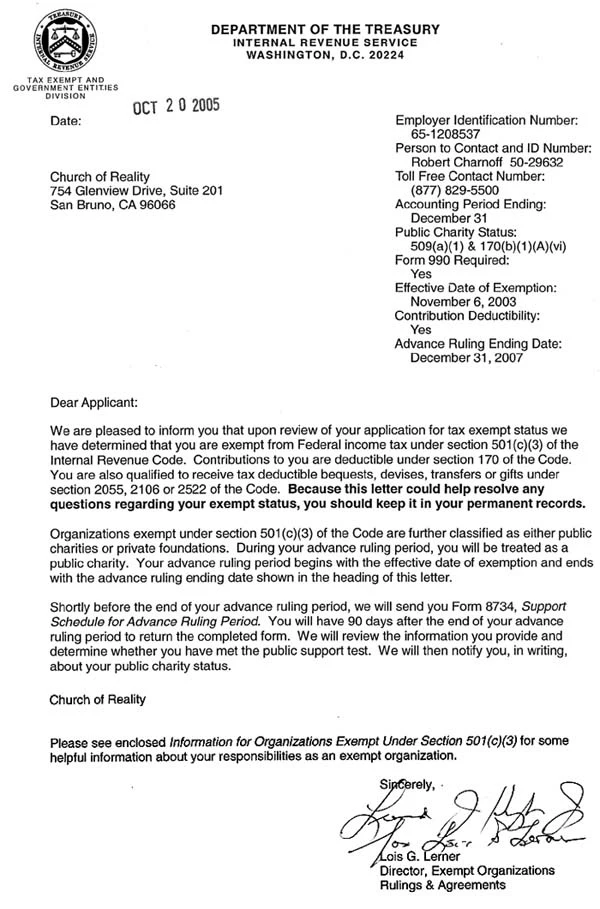 DEPARTMENT OF THE TREASURY
INTERNAL REVENUE SERVICE
WASHINGTON, D.C. 20224
TAX EXEMPT AND
GOVERNMENT ENTITIES
DIVISION
Date: OCT 20 2005
Church of Reality
754 Glenview Drive, Suite 201
San Bruno, CA 96066
Employer Identification Number:
65-1208537
Person to Contact and ID Number:
Robert Charnoff 50-29632
Toll Free Contact Number:
(877) 829-5500
Accounting Period Ending:
December 31
Public Charity Status:
509(a)(1) & 170(b)(1)(A)(vi)
Form 990 Required:
Yes
Effective Date of Exemption:
November 6, 2003
Contribution Deductibility:
Yes
Advance Ruling Ending Date:
December 31, 2007
Dear Applicant:
We are pleased to inform you that upon review of your application for tax exempt status we
have determined that you are exempt from Federal income tax under section 501(c)(3) of the
Internal Revenue Code. Contributions to you are deductible under section 170 of the Code.
You are also qualified to receive tax deductible bequests, devises, transfers or gifts under
section 2055, 2106 or 2522 of the Code. Because this letter could help resolve any
questions regarding your exempt status, you should keep it in your permanent records.
Organizations exempt under section 501(c)(3) of the Code are further classified as either public
charities or private foundations. During your advance ruling period, you will be treated as a
public charity. Your advance ruling period begins with the effective date of exemption and ends
with the advance ruling ending date shown in the heading of this letter.
Shortly before the end of your advance ruling period, we will send you Form 8734, Support
Schedule for Advance Ruling Period. You will have 90 days after the end of your advance
ruling period to return the completed form. We will review the information you provide and
determine whether you have met the public support test. We will then notify you, in writing,
about your public charity status.
Church of Reality
Please see enclosed Information for Organizations Exempt Under Section 501(c)(3) for some
helpful information about your responsibilities as an exempt organization.
Sincerely,
Lois G. Lerner
Director, Exempt Organizations
Rulings & Agreements